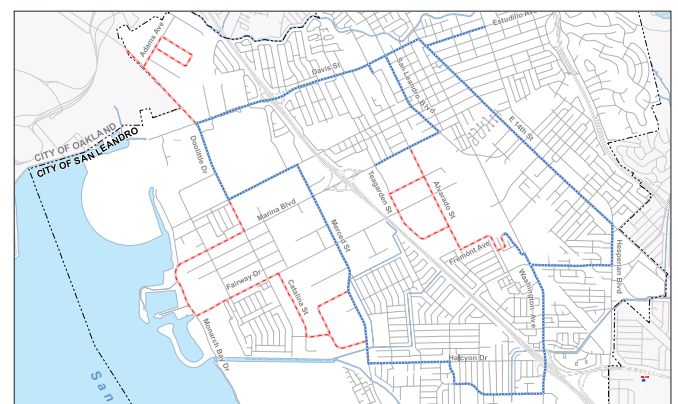 Adams Ave
Estudillo Ave
Davis St
San Leandro Blvd
E 14th St
CITY OF OAKLAND
CITY OF SAN LEANDRO
Doolittle Dr
Teagarden St
Alvarado St
Marina Blvd
Merced St
Fremont Ave
Hesperian Blvd
Fairway Dr
Catalina St
Washington Ave
Monarch Bay Dr
Halcyon Dr
San